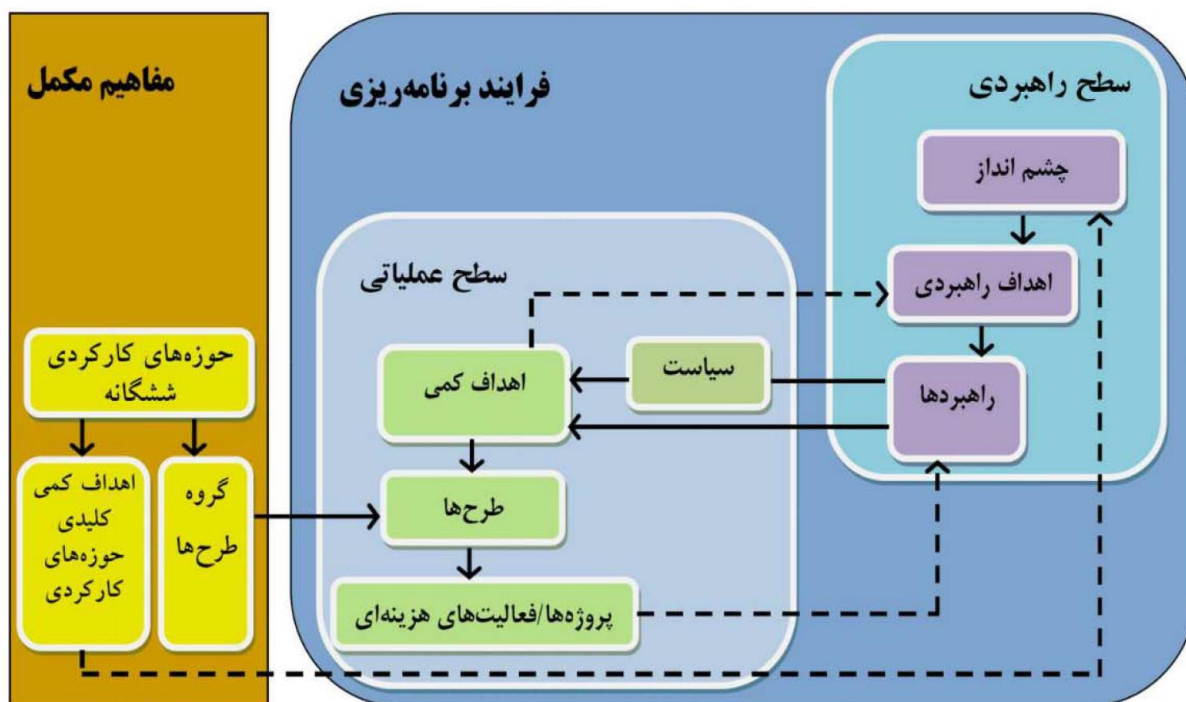 سطح راهبردی
چشم انداز
اهداف راهبردی
راهبردها
فرایند برنامه‌ریزی
سطح عملیاتی
سیاست
اهداف کمی
طرح‌ها
پروژه‌ها/فعالیت‌های هزینه‌ای
مفاهیم مکمل
حوزه‌های کارکردی
ششگانه
گروه
طرح‌ها
اهداف کمی
کلیدی
حوزه‌های
کارکردی